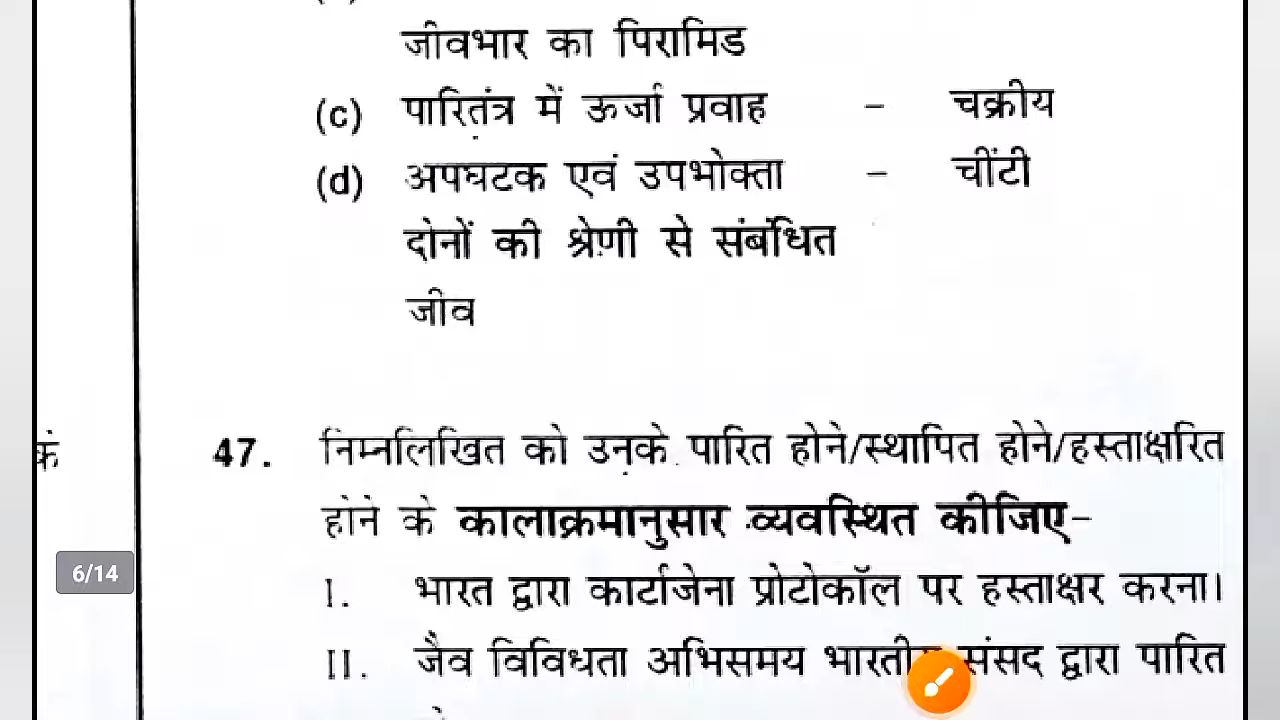 जीवभार का पिरामिड
(c) पारितंत्र में ऊर्जा प्रवाह – चक्रीय
(d) अपघटक एवं उपभोक्ता – चींटी
दोनों की श्रेणी से संबंधित
जीव
कं
47. निम्नलिखित को उनके पारित होने/स्थापित होने/हस्ताक्षरित
होने के कालाक्रमानुसार व्यवस्थित कीजिए–
6/14
I. भारत द्वारा कार्टाजेना प्रोटोकॉल पर हस्ताक्षर करना।
II. जैव विविधता अभिसमय संसद द्वारा पारित